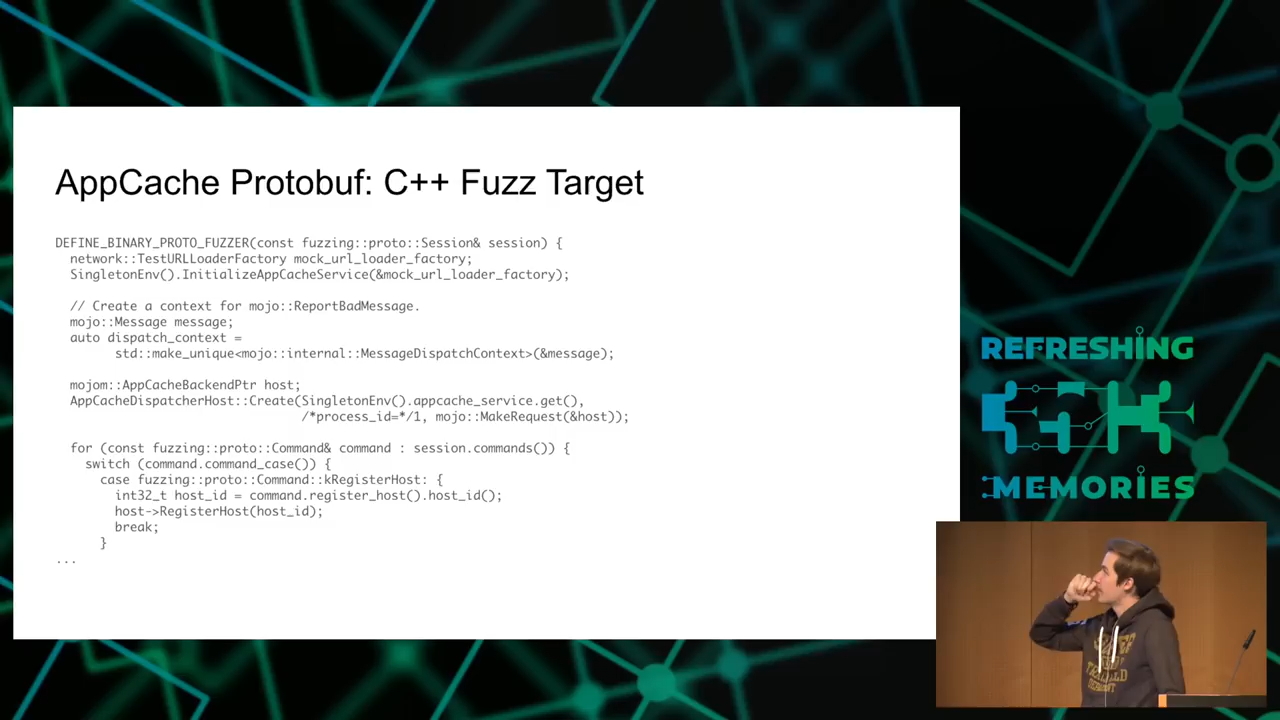 AppCache Protobuf: C++ Fuzz Target
DEFINE_BINARY_PROTO_FUZZER(const fuzzing::proto::Session& session) {
network::TestURLLoaderFactory mock_url_loader_factory;
SingletonEnv().InitializeAppCacheService(&mock_url_loader_factory);
// Create a context for mojo::ReportBadMessage.
mojo::Message message;
auto dispatch_context =
std::make_unique<mojo::internal::MessageDispatchContext>(&message);
mojom::AppCacheBackendPtr host;
AppCacheDispatcherHost::Create(SingletonEnv().appcache_service.get(),
/*process_id=*/1, mojo::MakeRequest(&host));
for (const fuzzing::proto::Command& command : session.commands()) {
switch (command.command_case()) {
case fuzzing::proto::Command::kRegisterHost: {
int32_t host_id = command.register_host().host_id();
host->RegisterHost(host_id);
break;
}
...
REFRESHING
MEMORIES